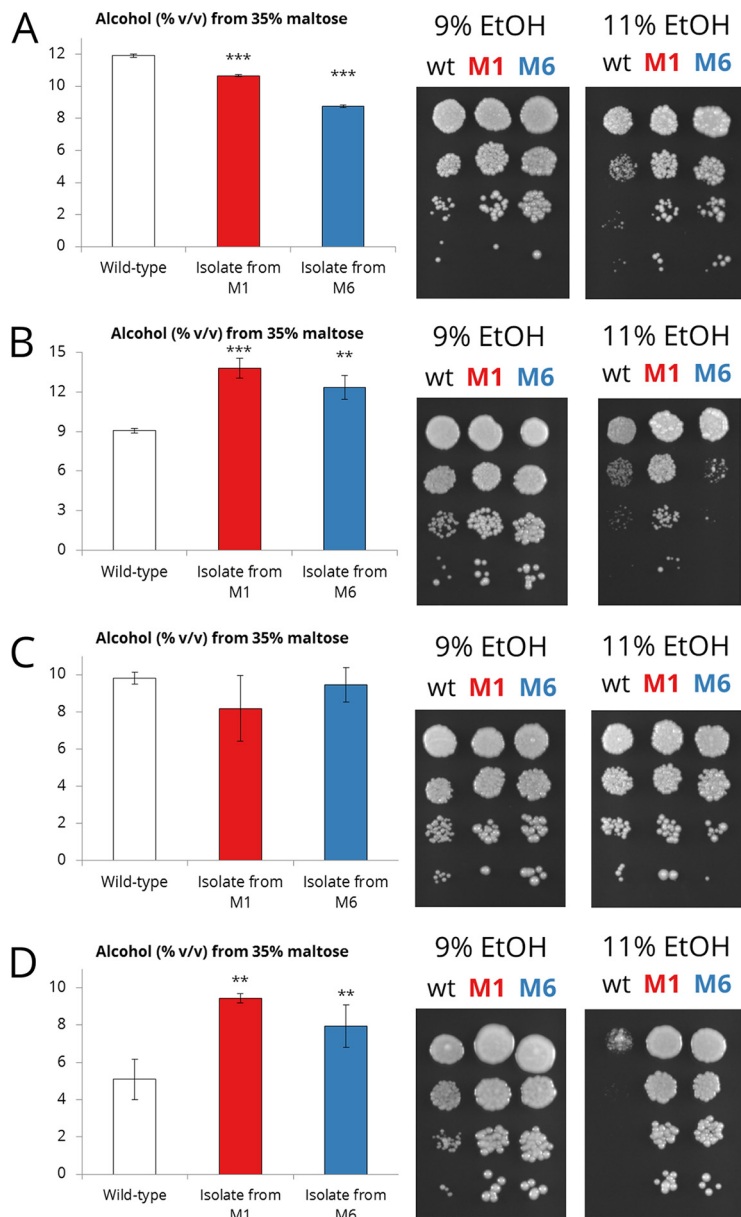 A
Alcohol (% v/v) from 35% maltose
12
10
8
6
4
2
0
***
***
Wild-type
Isolate from
M1
Isolate from
M6
9% EtOH
wt M1 M6
11% EtOH
wt M1 M6
B
Alcohol (% v/v) from 35% maltose
15
12
9
6
3
0
***
**
Wild-type
Isolate from
M1
Isolate from
M6
9% EtOH
wt M1 M6
11% EtOH
wt M1 M6
C
Alcohol (% v/v) from 35% maltose
10
8
6
4
2
0
Wild-type
Isolate from
M1
Isolate from
M6
9% EtOH
wt M1 M6
11% EtOH
wt M1 M6
D
Alcohol (% v/v) from 35% maltose
10
8
6
4
2
0
**
**
Wild-type
Isolate from
M1
Isolate from
M6
9% EtOH
wt M1 M6
11% EtOH
wt M1 M6